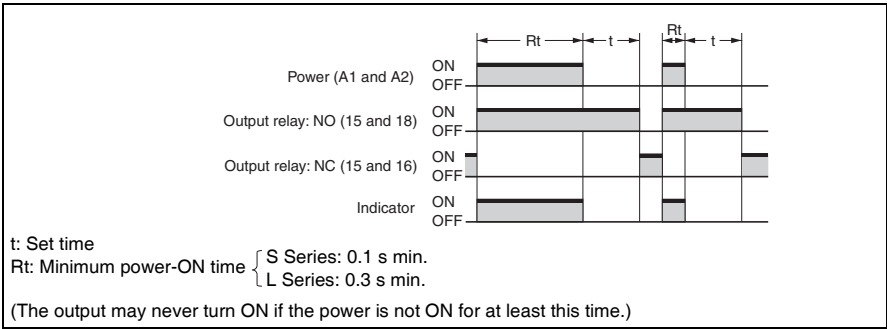 Rt t Rt t
Power (A1 and A2) ON
OFF
Output relay: NO (15 and 18) ON
OFF
Output relay: NC (15 and 16) ON
OFF
Indicator ON
OFF
t: Set time
Rt: Minimum power-ON time { S Series: 0.1 s min.
L Series: 0.3 s min.
(The output may never turn ON if the power is not ON for at least this time.)